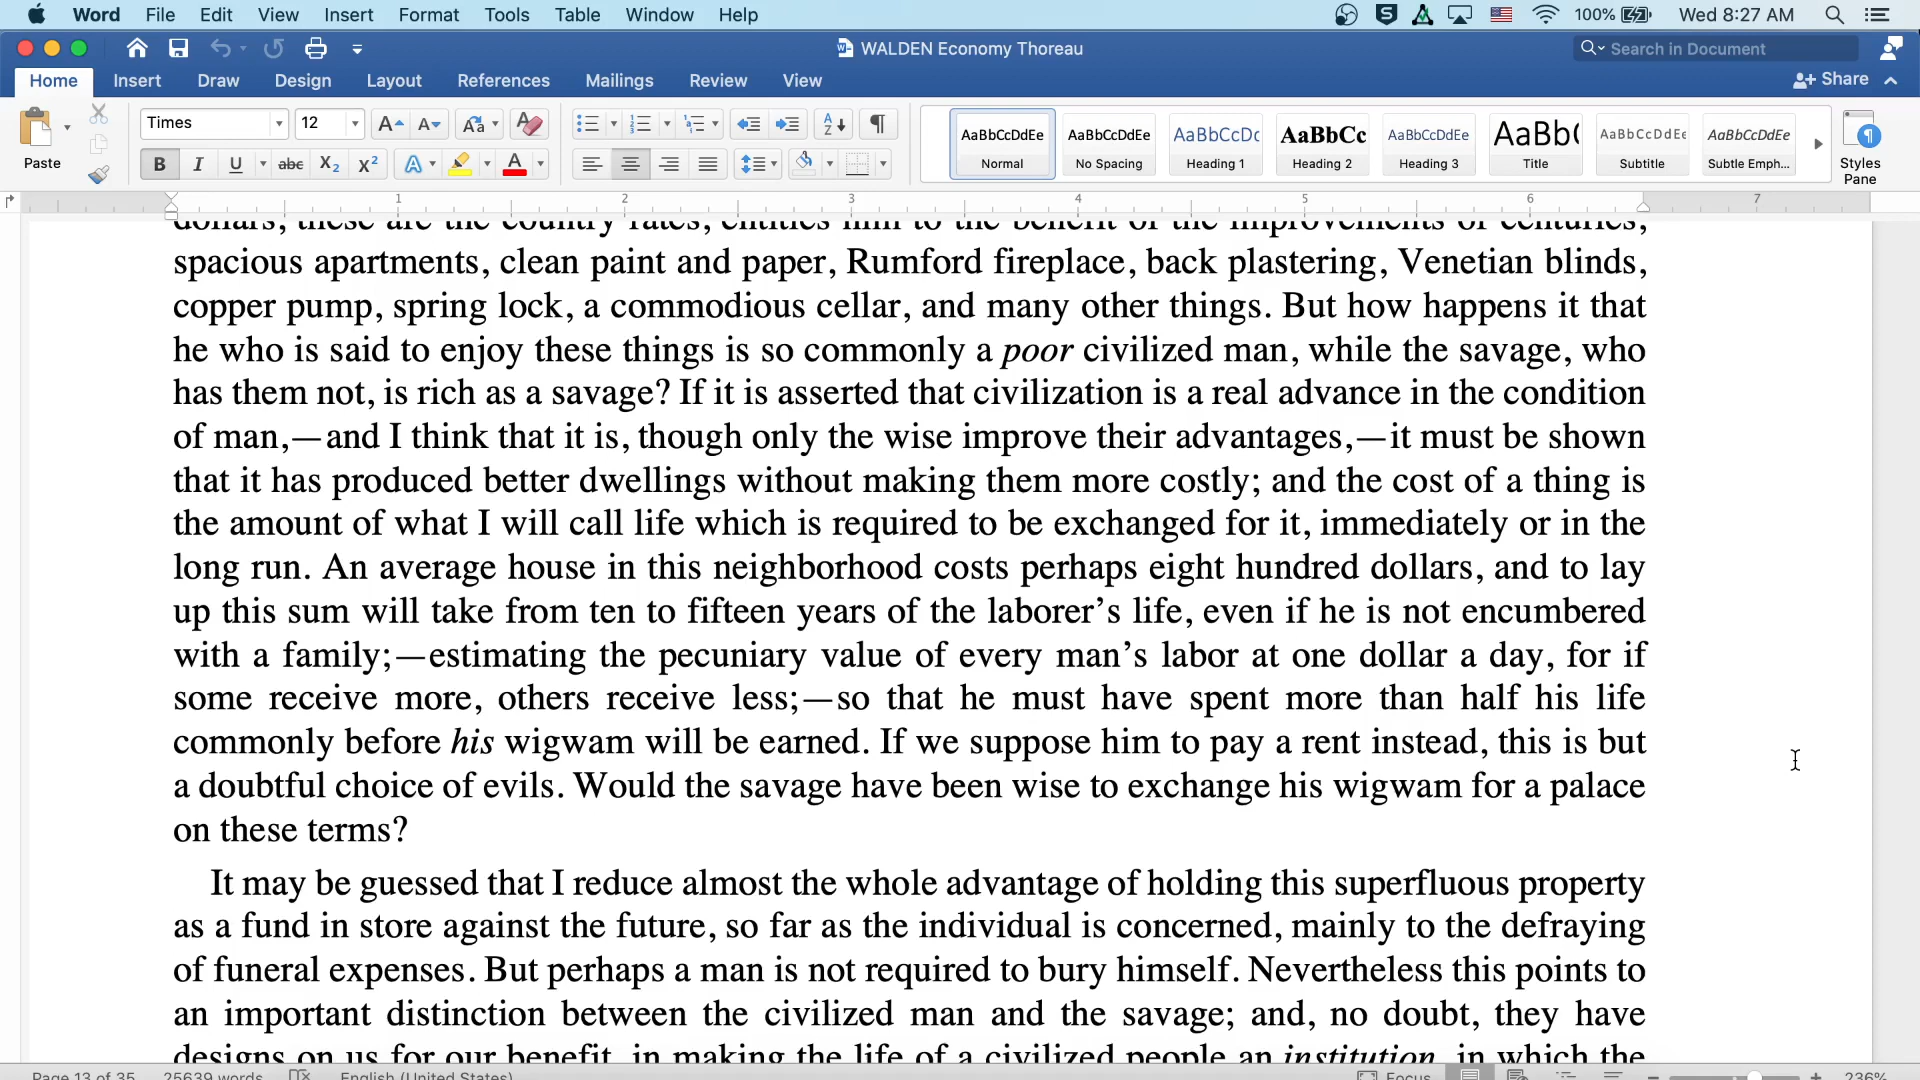 Word File Edit View Insert Format Tools Table Window Help 100% Wed 8:27 AM
WALDEN Economy Thoreau Search in Document
Home Insert Draw Design Layout References Mailings Review View Share
Paste Times 12 A A Aa A
B I U abc X2 X2 A A
AaBbCcDdEe AaBbCcDdEe AaBbCcDc AaBbCc AaBbCcDdEe AaBb( AaBbCcDdEe AaBbCcDdEe
Normal No Spacing Heading 1 Heading 2 Heading 3 Title Subtitle Subtle Emph... Styles Pane
1 2 3 4 5 6 7
dollars, these are the country rates, entitles him to the benefit of the improvements of centuries,
spacious apartments, clean paint and paper, Rumford fireplace, back plastering, Venetian blinds,
copper pump, spring lock, a commodious cellar, and many other things. But how happens it that
he who is said to enjoy these things is so commonly a poor civilized man, while the savage, who
has them not, is rich as a savage? If it is asserted that civilization is a real advance in the condition
of man,—and I think that it is, though only the wise improve their advantages,—it must be shown
that it has produced better dwellings without making them more costly; and the cost of a thing is
the amount of what I will call life which is required to be exchanged for it, immediately or in the
long run. An average house in this neighborhood costs perhaps eight hundred dollars, and to lay
up this sum will take from ten to fifteen years of the laborer’s life, even if he is not encumbered
with a family;—estimating the pecuniary value of every man’s labor at one dollar a day, for if
some receive more, others receive less;—so that he must have spent more than half his life
commonly before his wigwam will be earned. If we suppose him to pay a rent instead, this is but
a doubtful choice of evils. Would the savage have been wise to exchange his wigwam for a palace
on these terms?
It may be guessed that I reduce almost the whole advantage of holding this superfluous property
as a fund in store against the future, so far as the individual is concerned, mainly to the defraying
of funeral expenses. But perhaps a man is not required to bury himself. Nevertheless this points to
an important distinction between the civilized man and the savage; and, no doubt, they have
designs on us for our benefit, in making the life of a civilized people an institution, in which the
Page 13 of 35 25639 words English (United States) Focus 236%